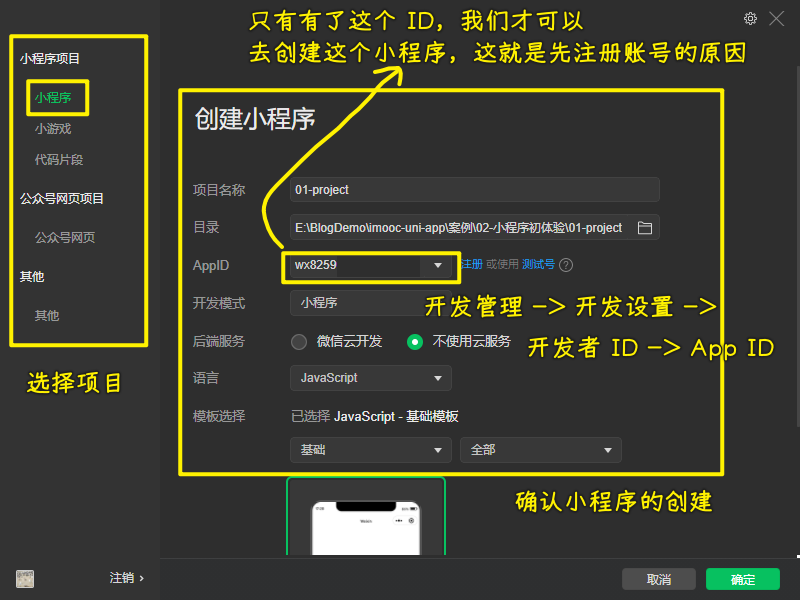 只有有了这个 ID，我们才可以
去创建这个小程序，这就是先注册账号的原因
小程序项目
小程序
小游戏
代码片段
公众号网页项目
公众号网页
其他
其他
选择项目
创建小程序
项目名称 01-project
目录 E:\BlogDemo\imooc-uni-app\案例\02-小程序初体验\01-project
AppID wx8259 注册 或使用 测试号 ?
开发模式 小程序
开发管理 -> 开发设置 ->
后端服务 微信云开发 不使用云服务
开发者 ID -> App ID
语言 JavaScript
模板选择 已选择 JavaScript - 基础模板
基础 全部
确认小程序的创建
注销 ›
取消 确定